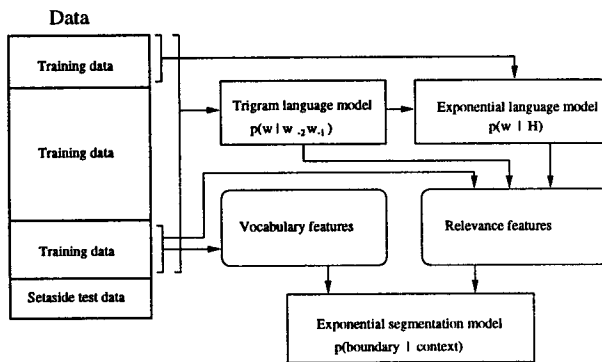 Data
Training data
Training data
Training data
Setaside test data
Trigram language model
p(w | w -2 w -1 )
Exponential language model
p(w | H)
Vocabulary features
Relevance features
Exponential segmentation model
p(boundary | context)